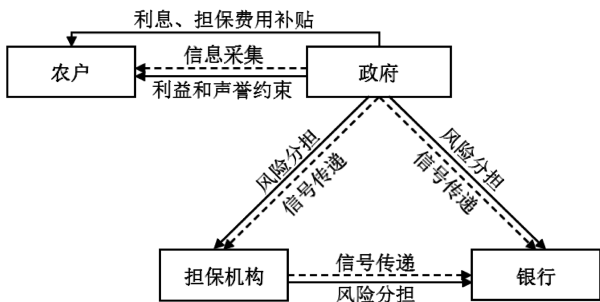 利息、担保费用补贴
信息采集
农户
政府
利益和声誉约束
风险分担
信号传递
风险分担
信号传递
担保机构
信号传递
银行
风险分担